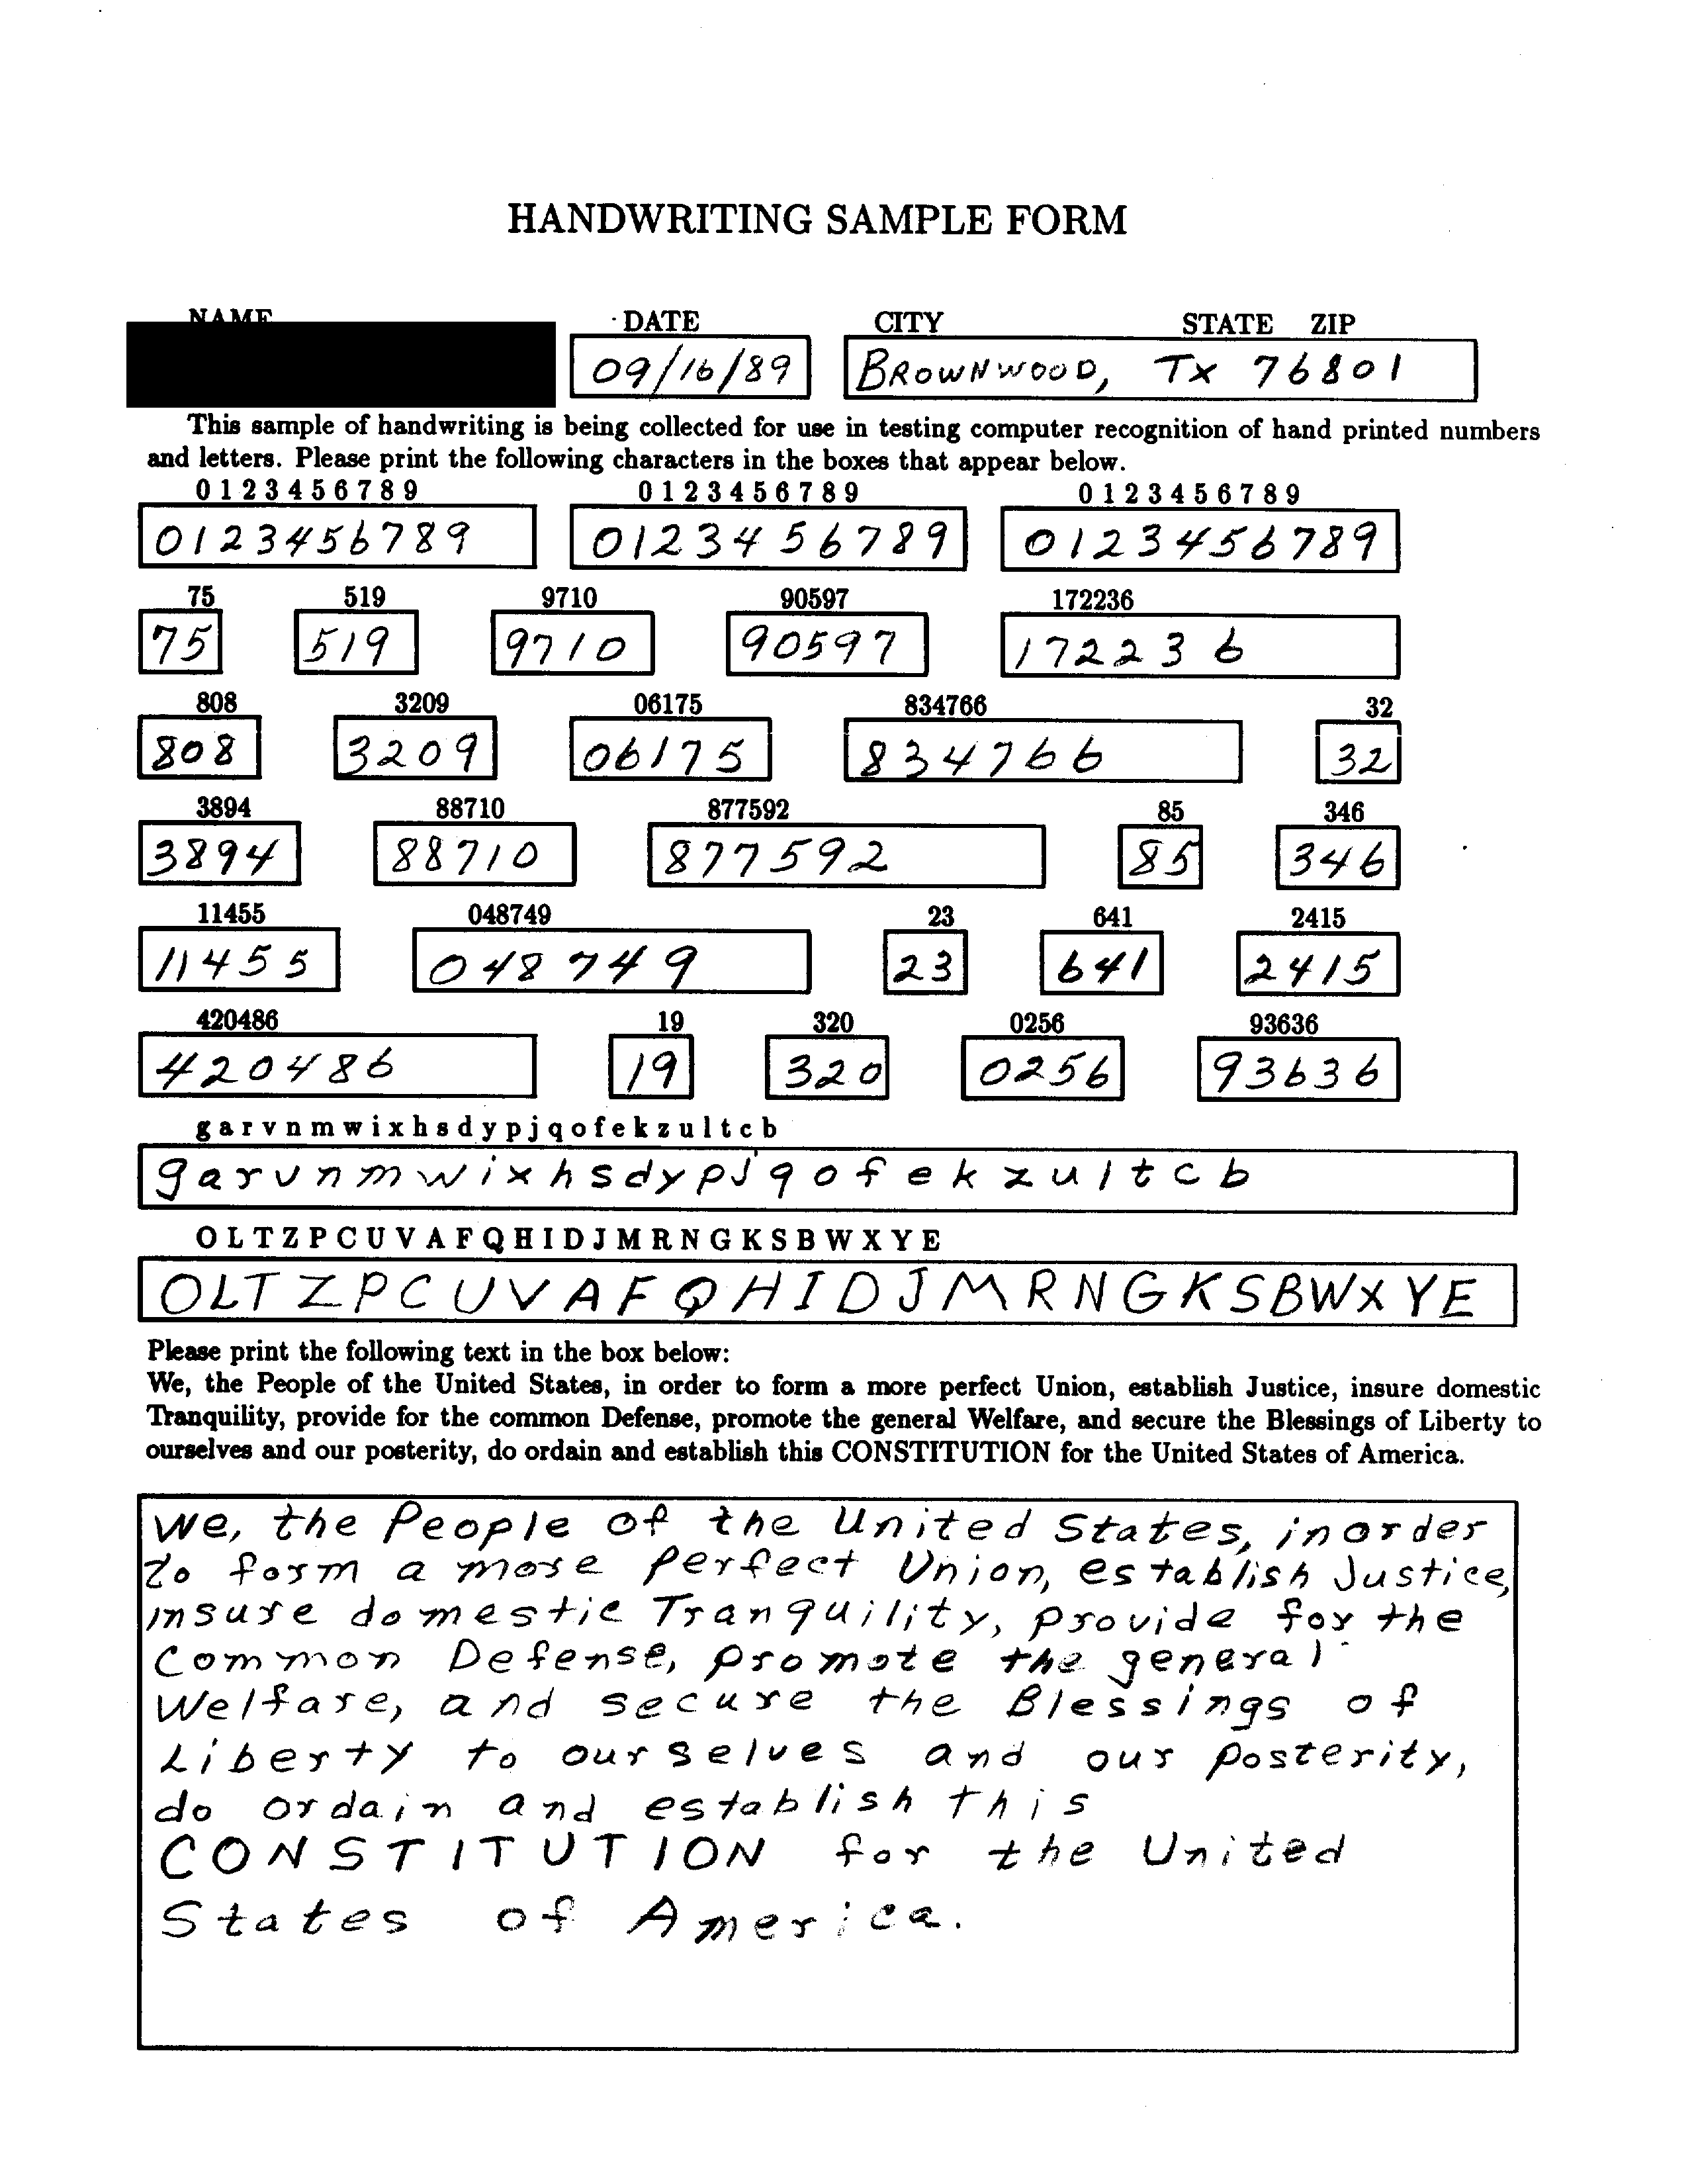 HANDWRITING SAMPLE FORM
NAME DATE CITY STATE ZIP
09/16/89 BROWNWOOD, TX 76801
This sample of handwriting is being collected for use in testing computer recognition of hand printed numbers
and letters. Please print the following characters in the boxes that appear below.
0 1 2 3 4 5 6 7 8 9 0 1 2 3 4 5 6 7 8 9 0 1 2 3 4 5 6 7 8 9
0123456789 0123456789 0123456789
75 519 9710 90597 172236
75 519 9710 90597 172236
808 3209 06175 834766 32
808 3209 06175 834766 32
3894 88710 877592 85 346
3894 88710 877592 85 346
11455 048749 23 641 2415
11455 048749 23 641 2415
420486 19 320 0256 93636
420486 19 320 0256 93636
g a r v n m w i x h s d y p j q o f e k z u l t c b
g a r v n m w i x h s d y p j q o f e k z u l t c b
O L T Z P C U V A F Q H I D J M R N G K S B W X Y E
O L T Z P C U V A F Q H I D J M R N G K S B W X Y E
Please print the following text in the box below:
We, the People of the United States, in order to form a more perfect Union, establish Justice, insure domestic
Tranquility, provide for the common Defense, promote the general Welfare, and secure the Blessings of Liberty to
ourselves and our posterity, do ordain and establish this CONSTITUTION for the United States of America.
We, the People of the United States, in order
to form a more perfect Union, establish Justice,
insure domestic Tranquility, provide for the
Common Defense, promote the general
Welfare, and secure the Blessings of
Liberty to ourselves and our posterity,
do ordain and establish this
CONSTITUTION for the United
States of America.